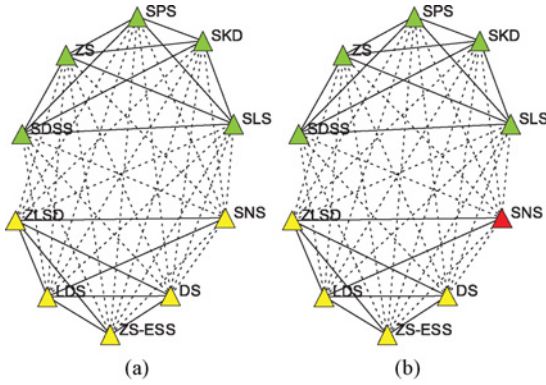 SPS
SKD
ZS
SLS
SDSS
ZLSD
SNS
LDS
DS
ZS-ESS
(a)
SPS
SKD
ZS
SLS
SDSS
ZLSD
SNS
LDS
DS
ZS-ESS
(b)